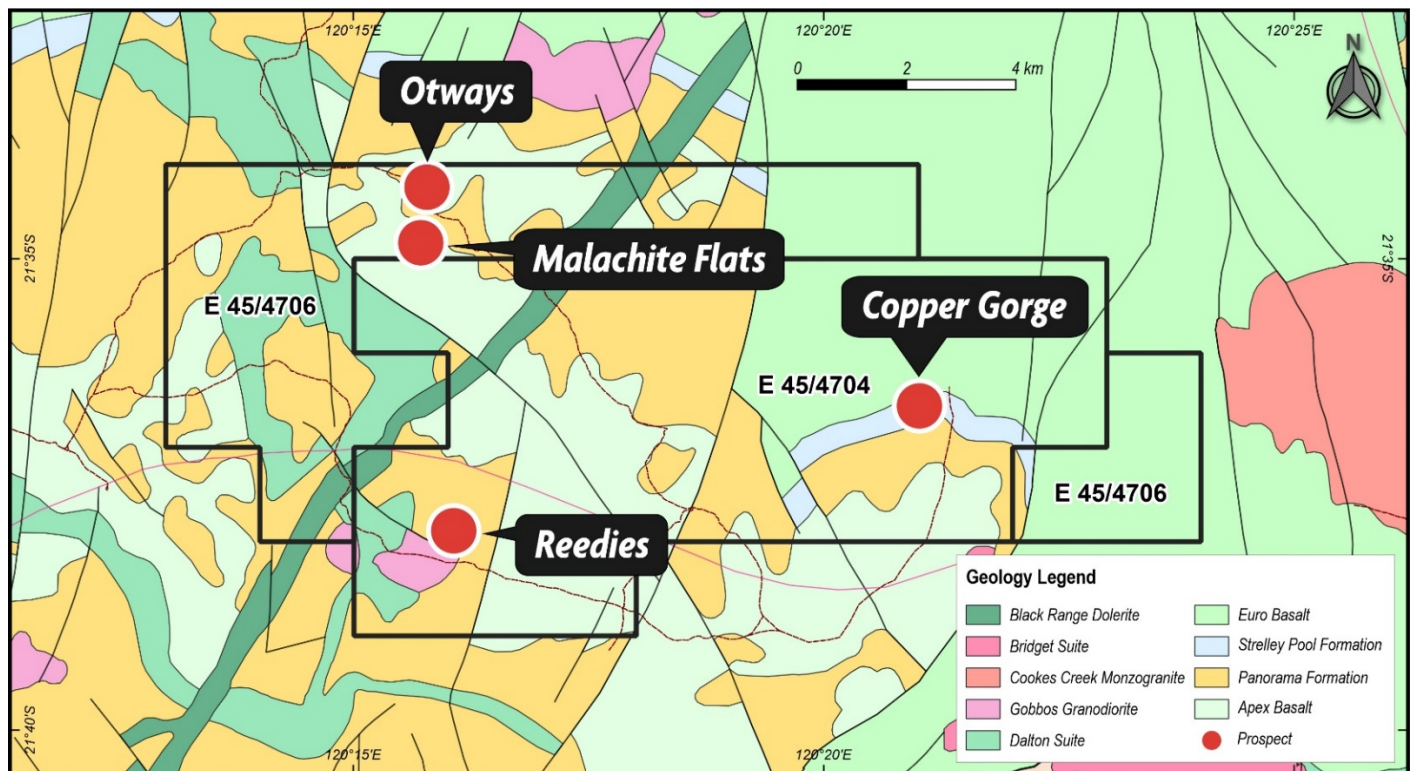 120°15'E
120°20'E
120°25'E
0 2 4 km
N
Otways
Malachite Flats
21°35'S
21°35'S
E 45/4706
Copper Gorge
E 45/4704
E 45/4706
Reedies
Geology Legend
Black Range Dolerite
Bridget Suite
Cookes Creek Monzogranite
Gobbos Granodiorite
Dalton Suite
Euro Basalt
Strelley Pool Formation
Panorama Formation
Apex Basalt
Prospect
21°40'S
120°15'E
120°20'E